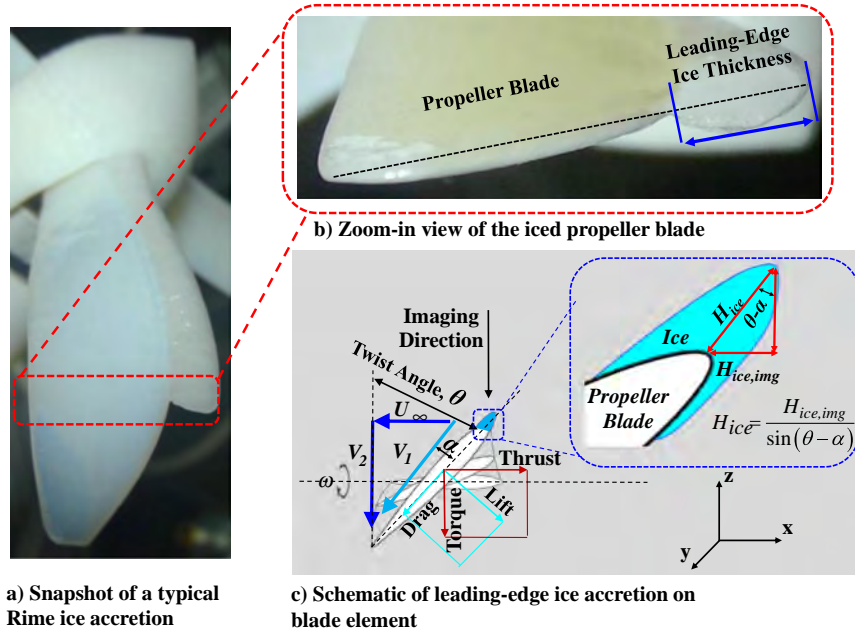 Leading-Edge
Ice Thickness
Propeller Blade
b) Zoom-in view of the iced propeller blade
a) Snapshot of a typical
Rime ice accretion
Imaging
Direction
Twist Angle, θ
U∞
V2
V1
α
ω
Thrust
Lift
Drag
Torque
Ice
Hice
θ-α
Hice,img
Propeller
Blade
Hice = Hice,img / sin(θ−α)
z
x
y
c) Schematic of leading-edge ice accretion on
blade element